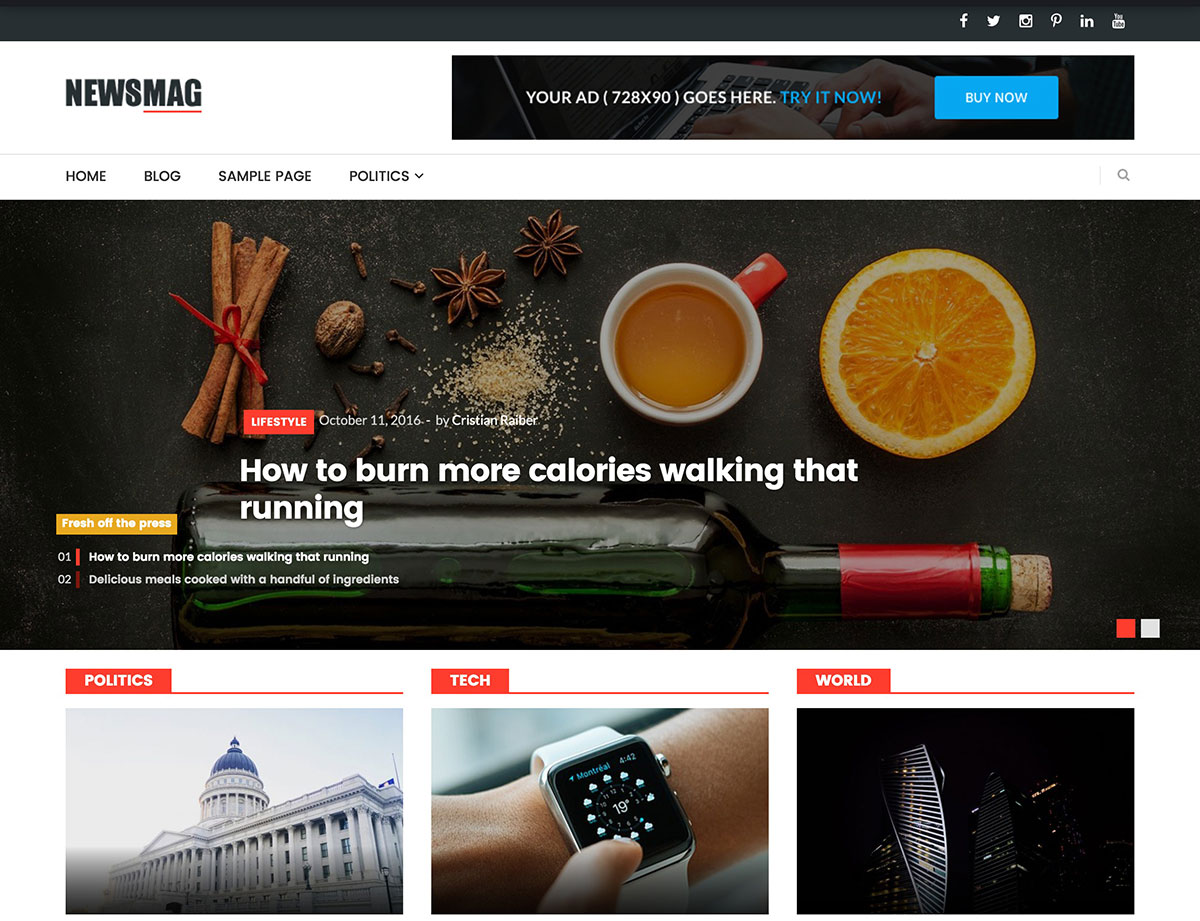 You
Tube
NEWSMAG
YOUR AD ( 728X90 ) GOES HERE. TRY IT NOW!
BUY NOW
HOME
BLOG
SAMPLE PAGE
POLITICS
LIFESTYLE October 11, 2016 - by Cristian Raiber
How to burn more calories walking that
running
Fresh off the press
01 How to burn more calories walking that running
02 Delicious meals cooked with a handful of ingredients
POLITICS
TECH
WORLD
Montréal 4:42
19°